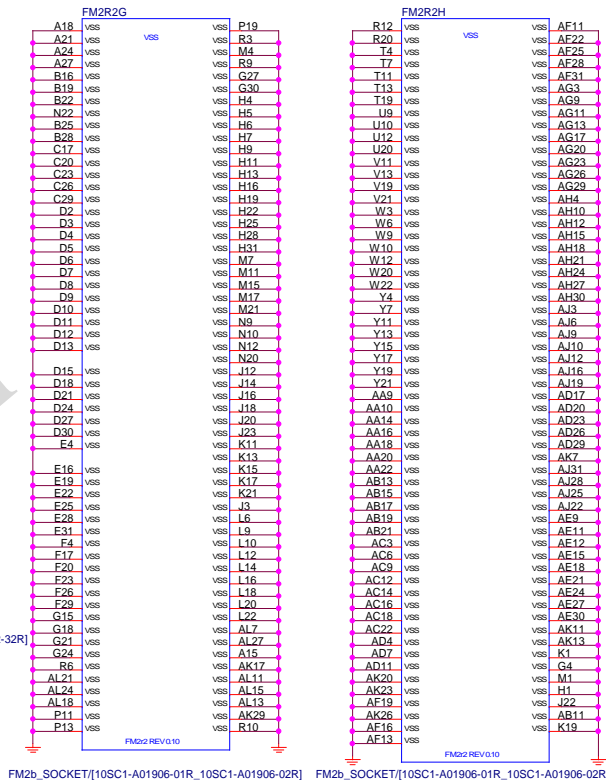 FM2R2G
VSS
A18 VSS VSS P19
A21 VSS VSS R3
A24 VSS VSS M4
A27 VSS VSS R9
B16 VSS VSS G27
B19 VSS VSS G30
B22 VSS VSS H4
N22 VSS VSS H5
B25 VSS VSS H6
B28 VSS VSS H7
C17 VSS VSS H9
C20 VSS VSS H11
C23 VSS VSS H13
C26 VSS VSS H16
C29 VSS VSS H19
D2 VSS VSS H22
D3 VSS VSS H25
D4 VSS VSS H28
D5 VSS VSS H31
D6 VSS VSS M7
D7 VSS VSS M11
D8 VSS VSS M15
D9 VSS VSS M17
D10 VSS VSS M21
D11 VSS VSS N9
D12 VSS VSS N10
D13 VSS VSS N12
VSS N20
D15 VSS VSS J12
D18 VSS VSS J14
D21 VSS VSS J16
D24 VSS VSS J18
D27 VSS VSS J20
D30 VSS VSS J23
E4 VSS VSS K11
VSS K13
E16 VSS VSS K15
E19 VSS VSS K17
E22 VSS VSS K21
E25 VSS VSS J3
E28 VSS VSS L6
E31 VSS VSS L9
F4 VSS VSS L10
F17 VSS VSS L12
F20 VSS VSS L14
F23 VSS VSS L16
F26 VSS VSS L18
F29 VSS VSS L20
G15 VSS VSS L22
G18 VSS VSS AL7
G21 VSS VSS AL27
G24 VSS VSS A15
R6 VSS VSS AK17
AL21 VSS VSS AL11
AL24 VSS VSS AL15
AL18 VSS VSS AL13
P11 VSS VSS AK29
P13 VSS VSS R10
-32R]
FM2r2 REV 0.10
FM2b_SOCKET/[10SC1-A01906-01R_10SC1-A01906-02R]
FM2R2H
VSS
R12 VSS VSS AF11
R20 VSS VSS AF22
T4 VSS VSS AF25
T7 VSS VSS AF28
T11 VSS VSS AF31
T13 VSS VSS AG3
T19 VSS VSS AG9
U9 VSS VSS AG11
U10 VSS VSS AG13
U12 VSS VSS AG17
U20 VSS VSS AG20
V11 VSS VSS AG23
V13 VSS VSS AG26
V19 VSS VSS AG29
V21 VSS VSS AH4
W3 VSS VSS AH10
W6 VSS VSS AH12
W9 VSS VSS AH15
W10 VSS VSS AH18
W12 VSS VSS AH21
W20 VSS VSS AH24
W22 VSS VSS AH27
Y4 VSS VSS AH30
Y7 VSS VSS AJ3
Y11 VSS VSS AJ6
Y13 VSS VSS AJ9
Y15 VSS VSS AJ10
Y17 VSS VSS AJ12
Y19 VSS VSS AJ16
Y21 VSS VSS AJ19
AA9 VSS VSS AD17
AA10 VSS VSS AD20
AA14 VSS VSS AD23
AA16 VSS VSS AD26
AA18 VSS VSS AD29
AA20 VSS VSS AK7
AA22 VSS VSS AJ31
AB13 VSS VSS AJ28
AB15 VSS VSS AJ25
AB17 VSS VSS AJ22
AB19 VSS VSS AE9
AB21 VSS VSS AE11
AC3 VSS VSS AE12
AC6 VSS VSS AE15
AC9 VSS VSS AE18
AC12 VSS VSS AE21
AC14 VSS VSS AE24
AC16 VSS VSS AE27
AC18 VSS VSS AE30
AC22 VSS VSS AK11
AD4 VSS VSS AK13
AD7 VSS VSS K1
AD11 VSS VSS G4
AK20 VSS VSS M1
AK23 VSS VSS H1
AF19 VSS VSS J22
AK26 VSS VSS AB11
AF16 VSS VSS K19
AF13 VSS
FM2r2 REV 0.10
FM2b_SOCKET/[10SC1-A01906-01R_10SC1-A01906-02R]